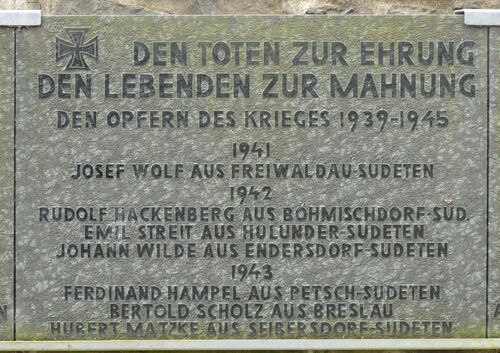 DEN TOTEN ZUR EHRUNG
DEN LEBENDEN ZUR MAHNUNG
DEN OPFERN DES KRIEGES 1939-1945
1941
JOSEF WOLF AUS FREIWALDAU-SUDETEN
1942
RUDOLF HACKENBERG AUS BÖHMISCHDORF-SUD.
EMIL STREIT AUS HULUNDER-SUDETEN
JOHANN WILDE AUS ENDERSDORF-SUDETEN
1943
FERDINAND HAMPEL AUS PETSCH-SUDETEN
BERTOLD SCHOLZ AUS BRESLAU
HUBERT MATZKE AUS SEIBERSDORF-SUDETEN